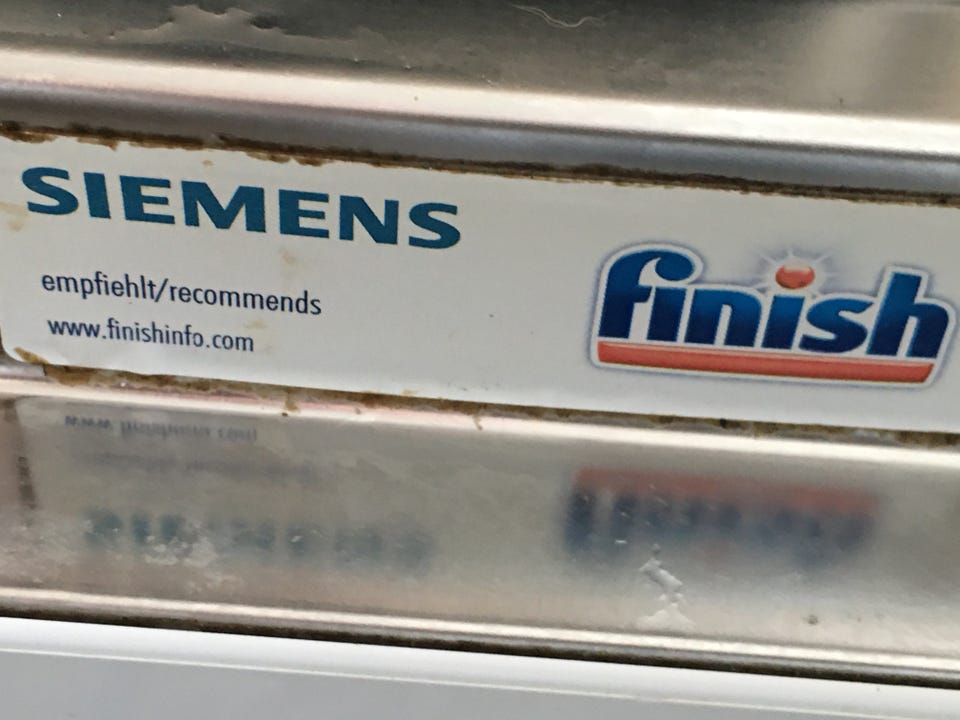 SIEMENS
empfiehlt/recommends
www.finishinfo.com
finish